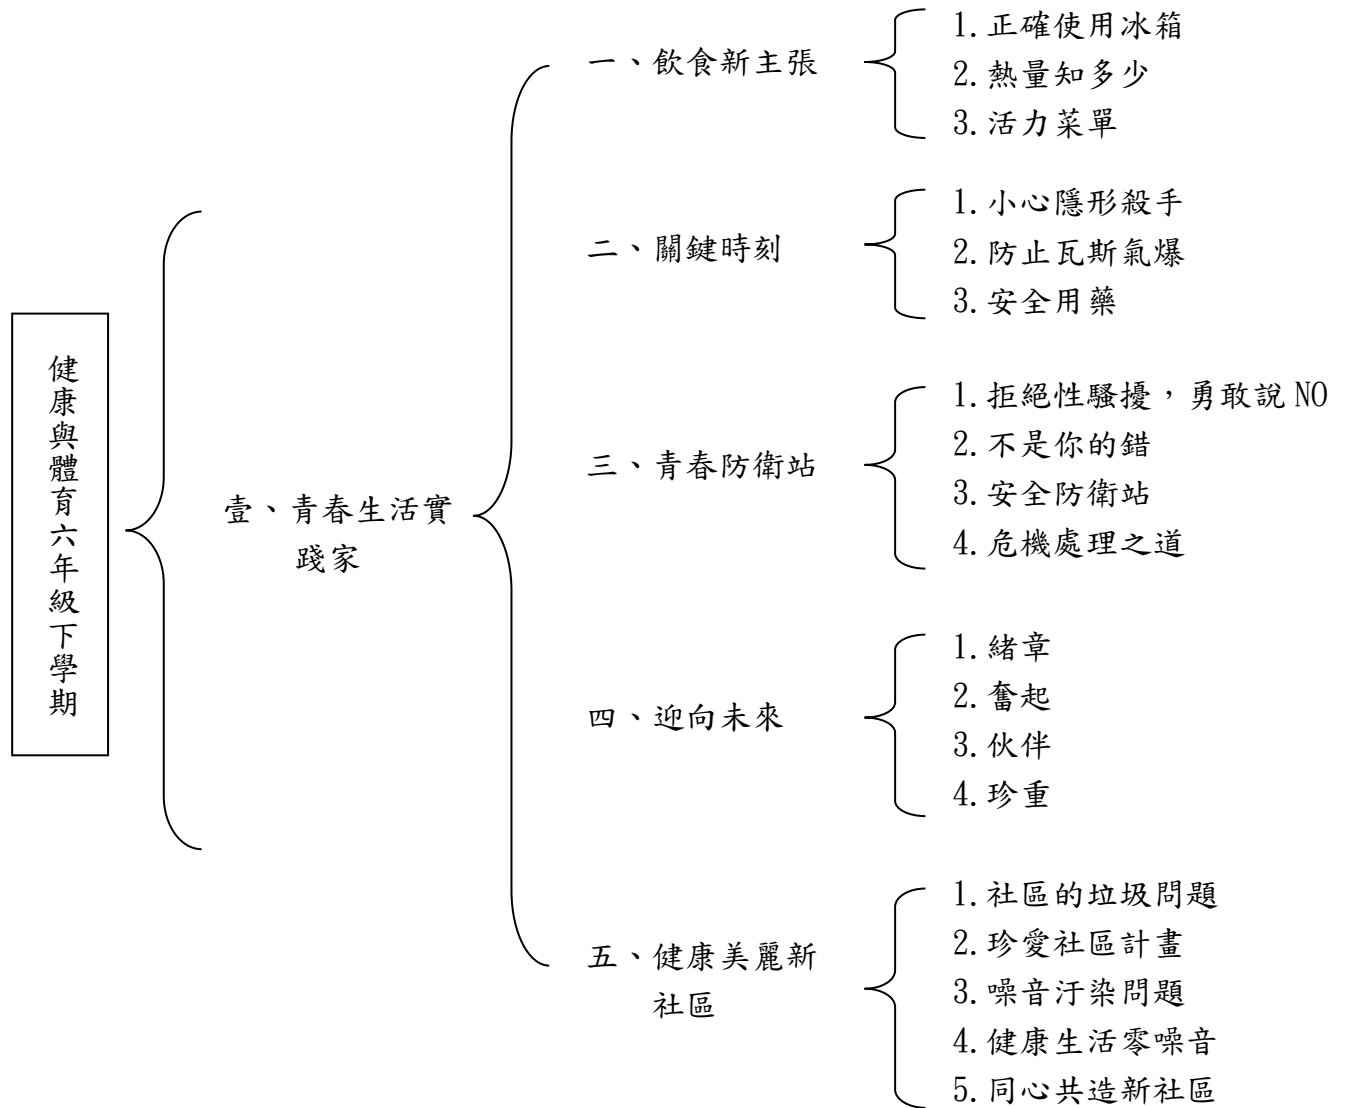 健康與體育六年級下學期
壹、青春生活實
踐家
一、飲食新主張
1.正確使用冰箱
2.熱量知多少
3.活力菜單
二、關鍵時刻
1.小心隱形殺手
2.防止瓦斯氣爆
3.安全用藥
三、青春防衛站
1.拒絕性騷擾，勇敢說 NO
2.不是你的錯
3.安全防衛站
4.危機處理之道
四、迎向未來
1.緒章
2.奮起
3.伙伴
4.珍重
五、健康美麗新
社區
1.社區的垃圾問題
2.珍愛社區計畫
3.噪音汙染問題
4.健康生活零噪音
5.同心共造新社區